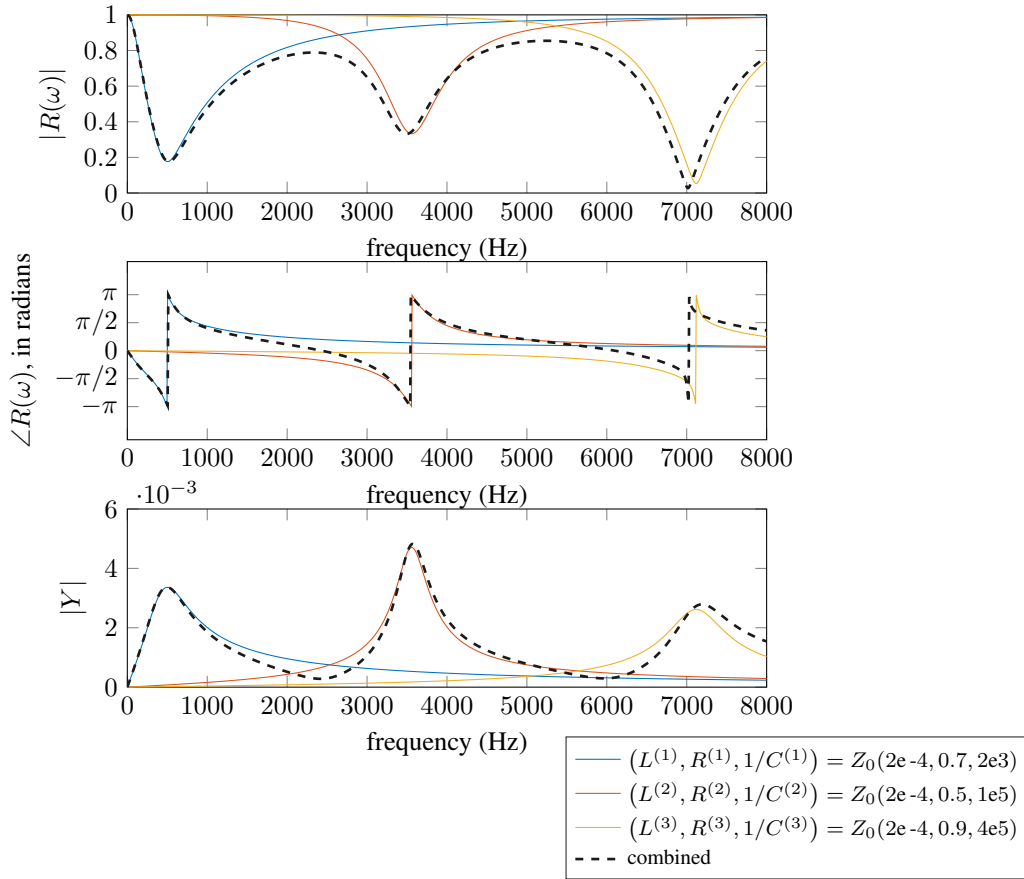 1
0.8
0.6
0.4
0.2
0
|R(ω)|
0 1000 2000 3000 4000 5000 6000 7000 8000
frequency (Hz)
π
π/2
0
−π/2
−π
∠R(ω), in radians
0 1000 2000 3000 4000 5000 6000 7000 8000
frequency (Hz)
·10⁻³
6
4
2
0
|Y|
0 1000 2000 3000 4000 5000 6000 7000 8000
frequency (Hz)
(L⁽¹⁾, R⁽¹⁾, 1/C⁽¹⁾) = Z₀(2e-4, 0.7, 2e3)
(L⁽²⁾, R⁽²⁾, 1/C⁽²⁾) = Z₀(2e-4, 0.5, 1e5)
(L⁽³⁾, R⁽³⁾, 1/C⁽³⁾) = Z₀(2e-4, 0.9, 4e5)
combined